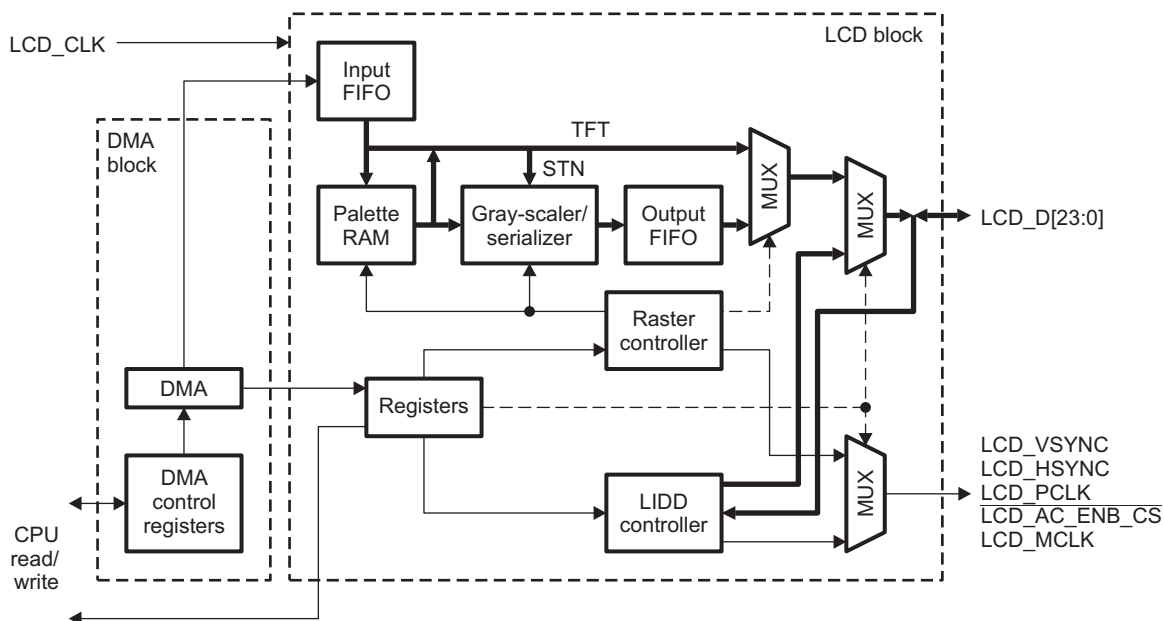 LCD_CLK
LCD block
Input
FIFO
DMA
block
TFT
STN
MUX
MUX
Palette
RAM
Gray-scaler/
serializer
Output
FIFO
LCD_D[23:0]
Raster
controller
DMA
Registers
DMA
control
registers
LIDD
controller
MUX
LCD_VSYNC
LCD_HSYNC
LCD_PCLK
LCD_AC_ENB_CS
LCD_MCLK
CPU
read/
write